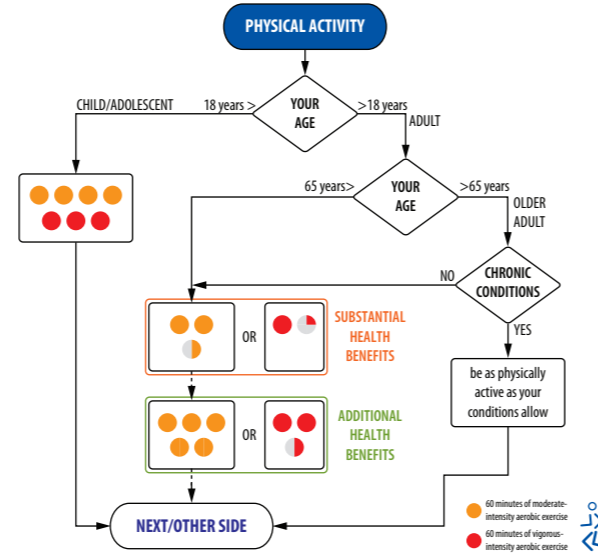 PHYSICAL ACTIVITY
CHILD/ADOLESCENT
18 years >
YOUR
AGE
>18 years
ADULT
65 years>
YOUR
AGE
>65 years
OLDER
ADULT
NO
CHRONIC
CONDITIONS
YES
OR
SUBSTANTIAL
HEALTH
BENEFITS
be as physically
active as your
conditions allow
OR
ADDITIONAL
HEALTH
BENEFITS
NEXT/OTHER SIDE
60 minutes of moderate-
intensity aerobic exercise
60 minutes of vigorous-
intensity aerobic exercise